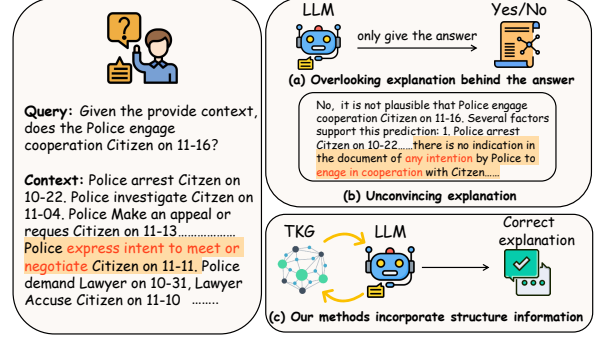 Query: Given the provide context,
does the Police engage
cooperation Citizen on 11-16?
Context: Police arrest Citzen on
10-22. Police investigate Citzen on
11-04. Police Make an appeal or
reques Citizen on 11-13..................
Police express intent to meet or
negotiate Citizen on 11-11. Police
demand Lawyer on 10-31, Lawyer
Accuse Citizen on 11-10 ........
LLM
only give the answer
Yes/No
(a) Overlooking explanation behind the answer
No, it is not plausible that Police engage
cooperation Citizen on 11-16. Several factors
support this prediction: 1. Police arrest
Citzen on 10-22......there is no indication in
the document of any intention by Police to
enage in cooperation with Citzen......
(b) Unconvincing explanation
TKG
LLM
Correct
explanation
(c) Our methods incorporate structure information